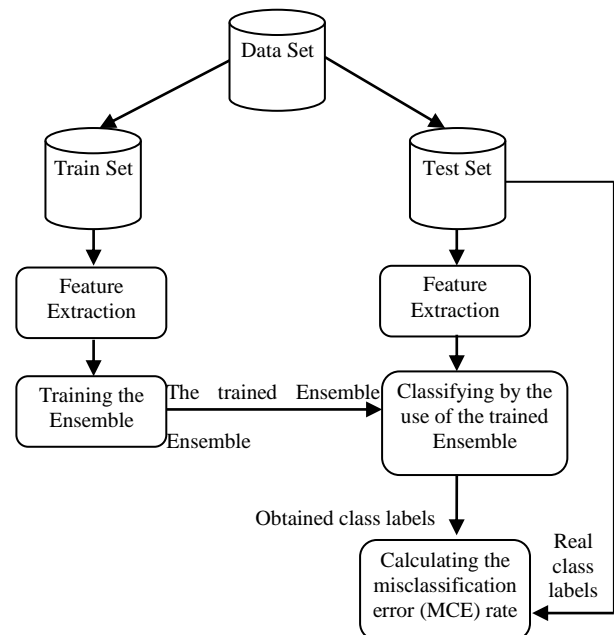 Data Set
Train Set
Test Set
Feature
Extraction
Feature
Extraction
Training the
Ensemble
The trained Ensemble
Ensemble
Classifying by the
use of the trained
Ensemble
Obtained class labels
Real
class
labels
Calculating the
misclassification
error (MCE) rate